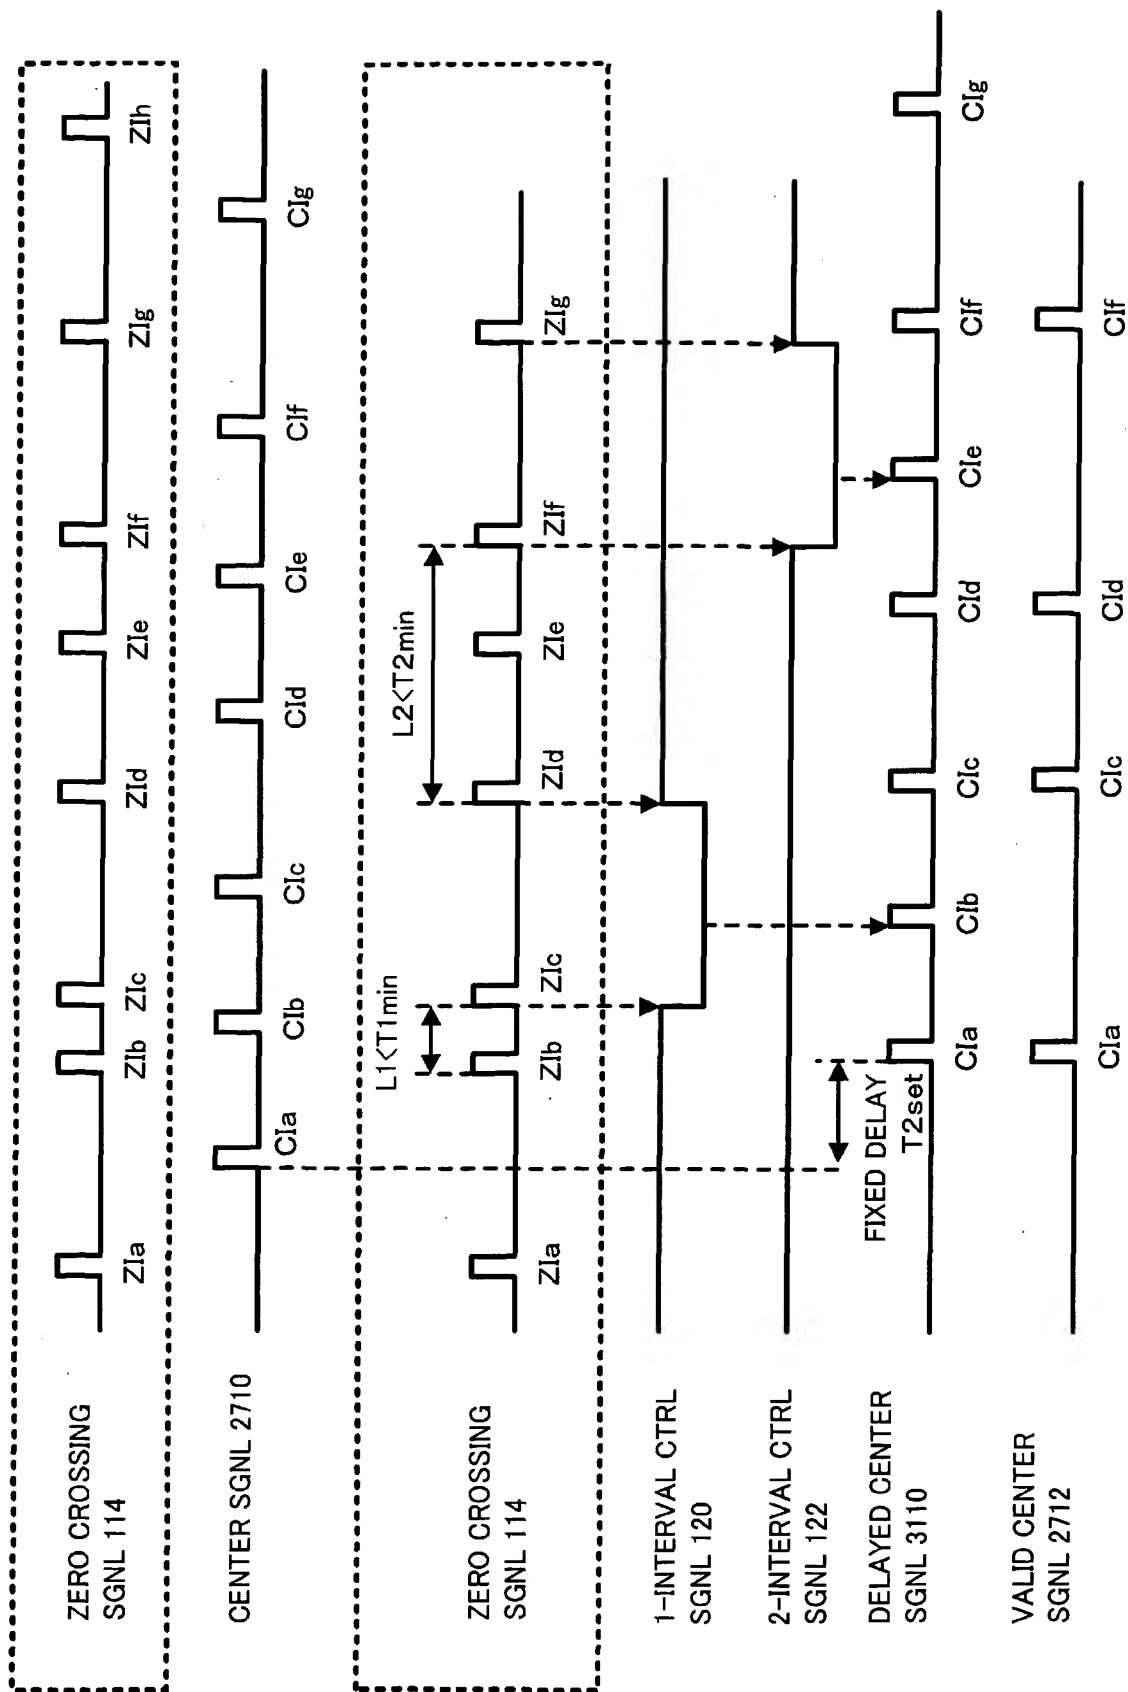 ZERO CROSSING
SGNL 114
ZIa
ZIb
ZIc
ZId
ZIe
ZIf
ZIg
ZIh
CENTER SGNL 2710
CIa
CIb
CIc
CId
CIe
CIf
CIg
ZERO CROSSING
SGNL 114
L1<T1min
L2<T2min
ZIa
ZIb
ZIc
ZId
ZIe
ZIf
ZIg
1-INTERVAL CTRL
SGNL 120
2-INTERVAL CTRL
SGNL 122
DELAYED CENTER
SGNL 3110
FIXED DELAY
T2set
CIa
CIb
CIc
CId
CIe
CIf
CIg
VALID CENTER
SGNL 2712
CIa
CIc
CId
CIf